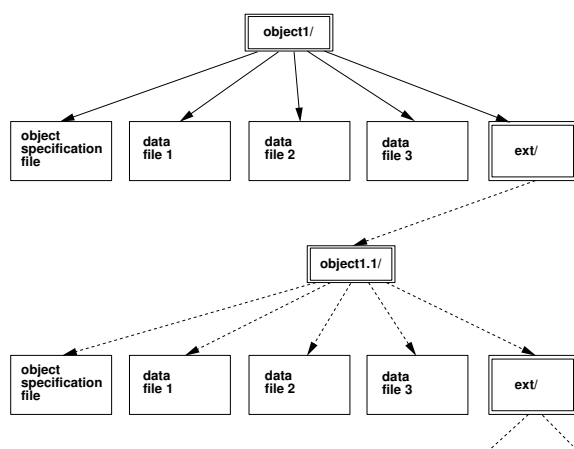 object1/
object
specification
file
data
file 1
data
file 2
data
file 3
ext/
object1.1/
object
specification
file
data
file 1
data
file 2
data
file 3
ext/